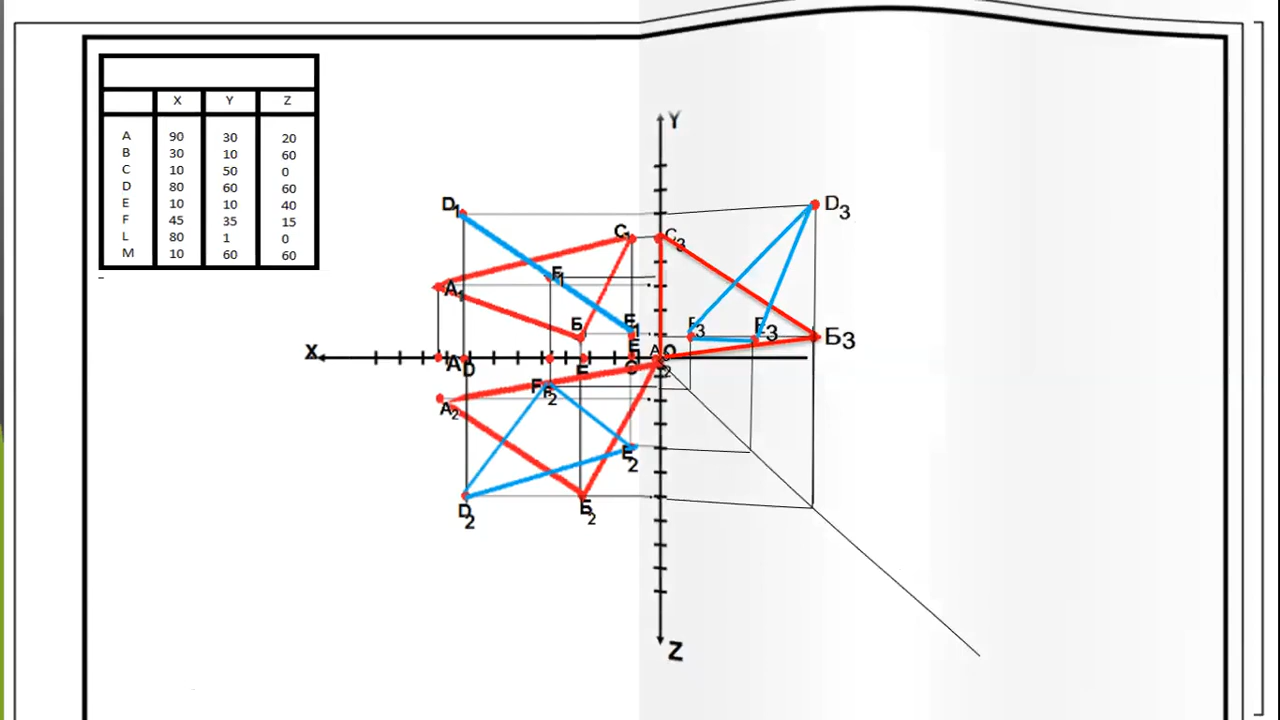 X Y Z
A 90 30 20
B 30 10 60
C 10 50 0
D 80 60 60
E 10 10 40
F 45 35 15
L 80 1 0
M 10 60 60
Y
D1
D3
C1
C3
F1
A1
Б
E1
F3
E3
Б3
X
A
D
E
C
E
A
O
2
A2
F2
E2
D2
Б2
Z